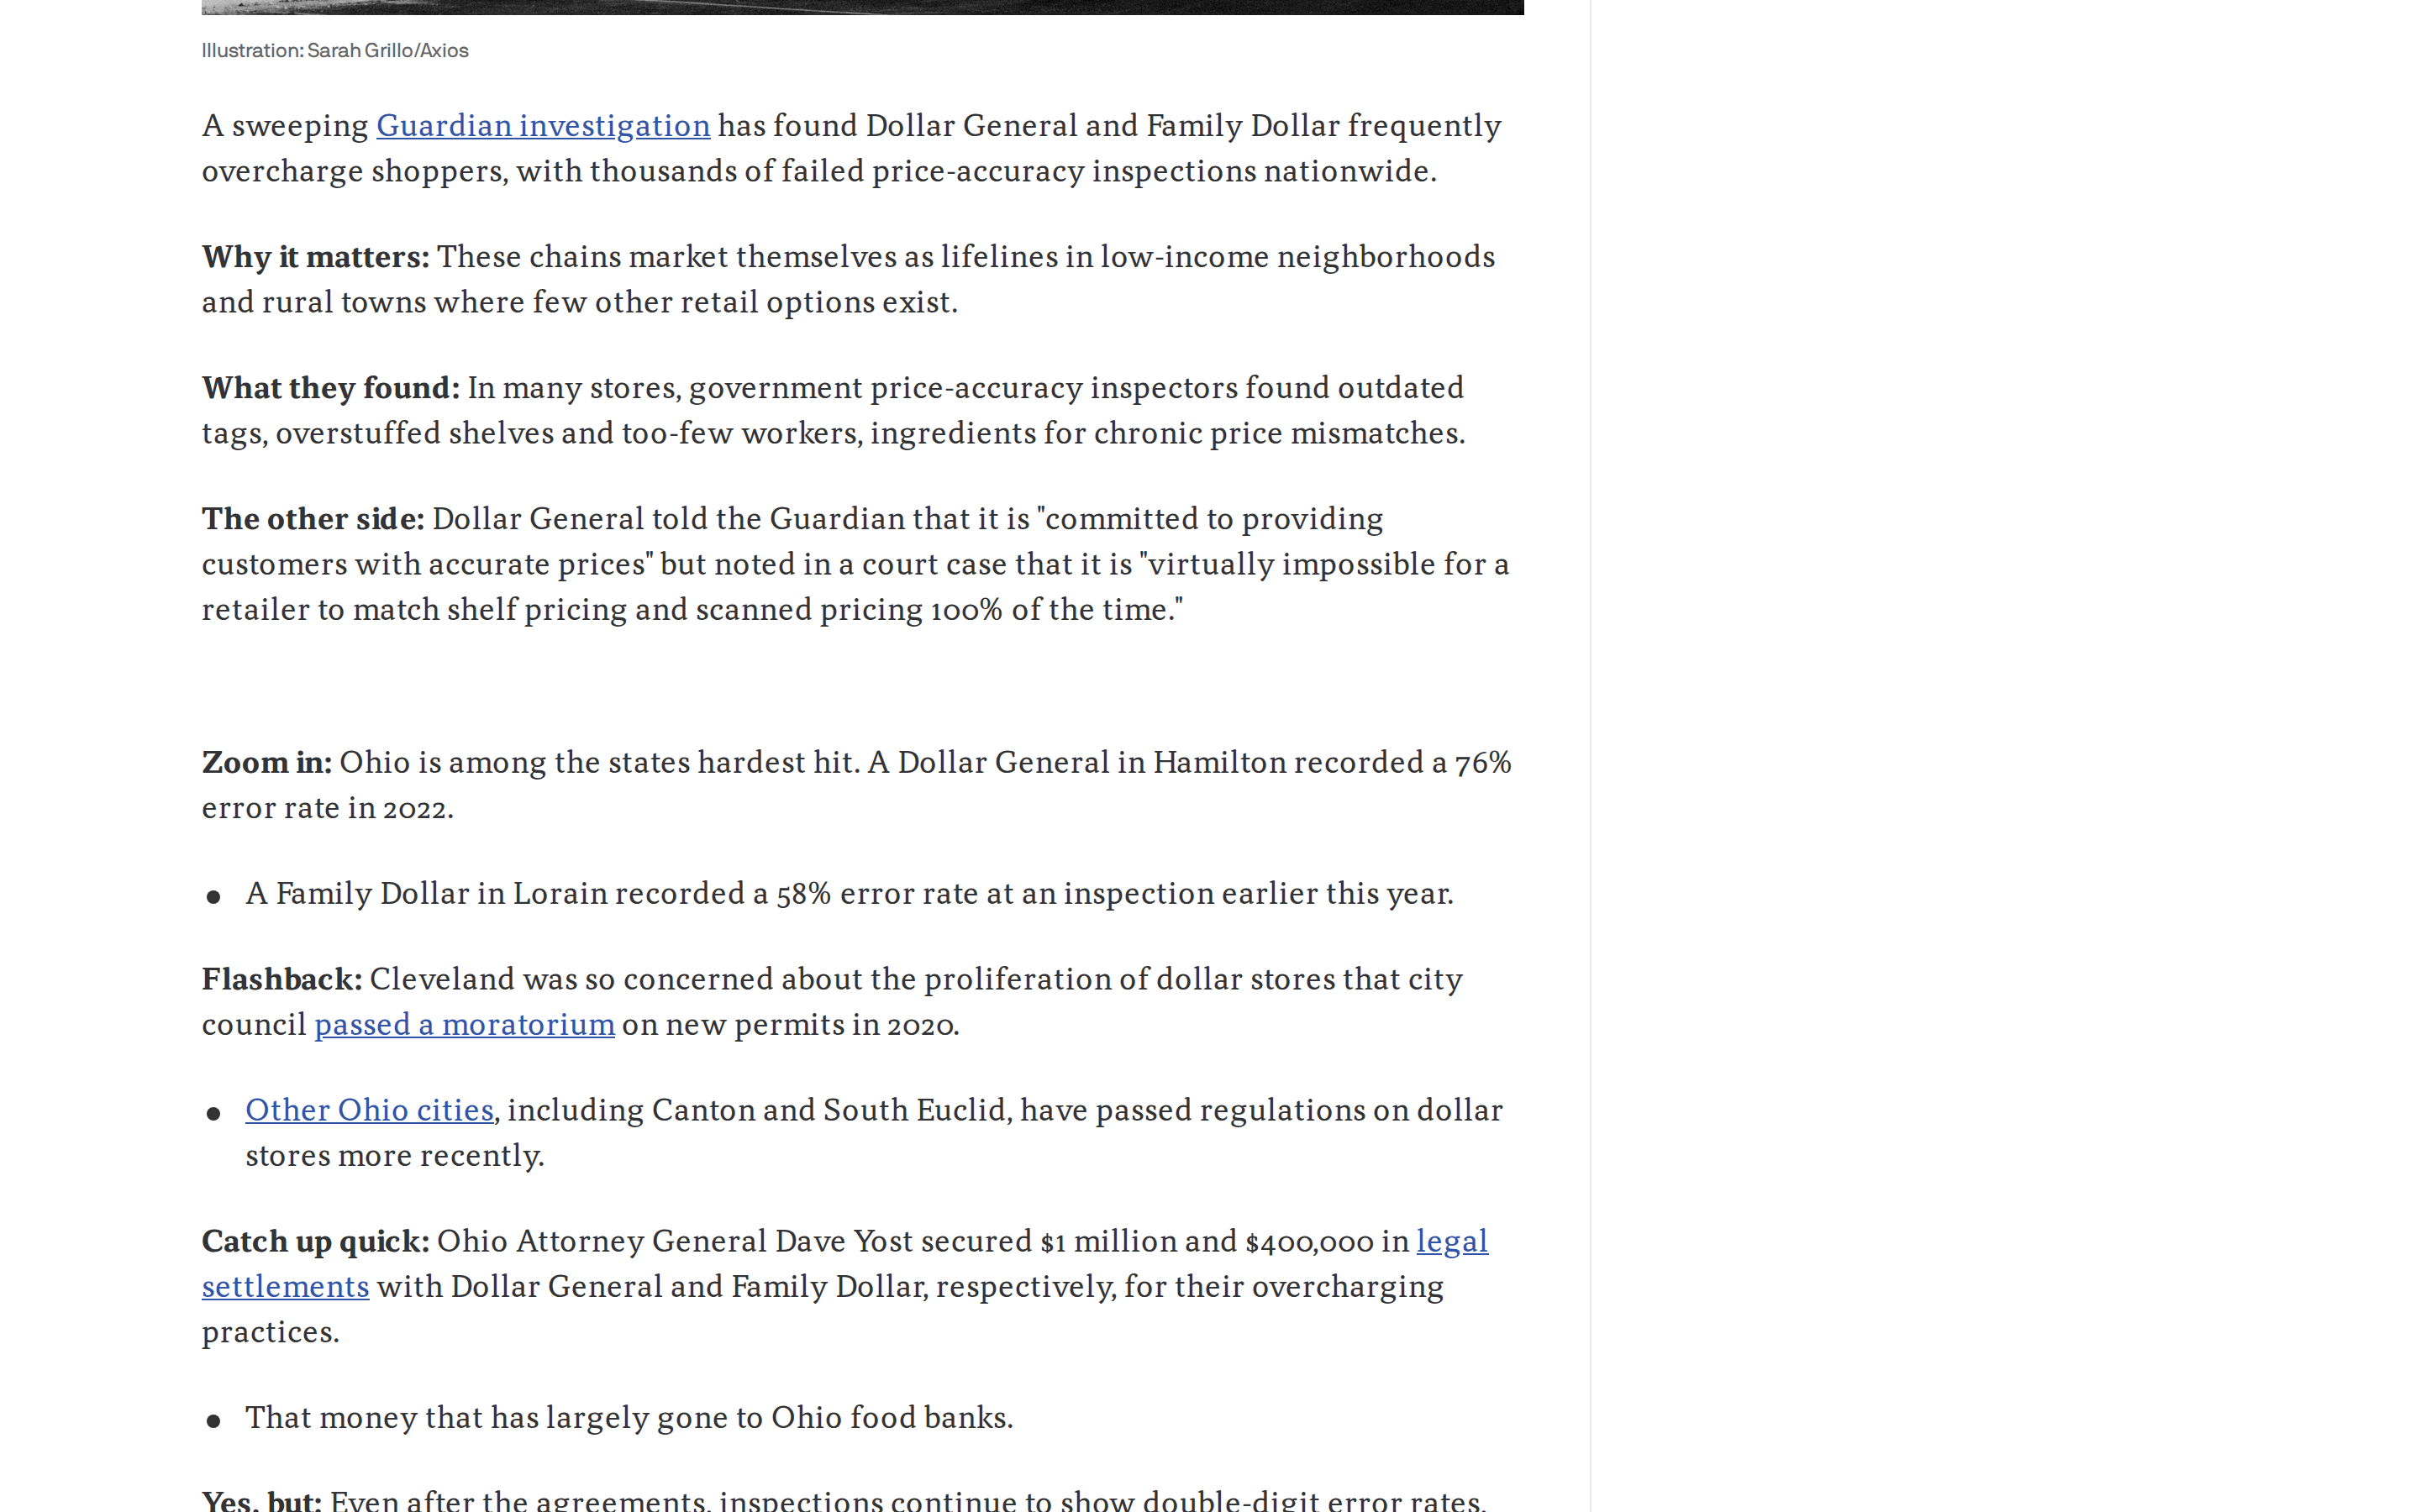 Illustration: Sarah Grillo/Axios
A sweeping Guardian investigation has found Dollar General and Family Dollar frequently
overcharge shoppers, with thousands of failed price-accuracy inspections nationwide.
Why it matters: These chains market themselves as lifelines in low-income neighborhoods
and rural towns where few other retail options exist.
What they found: In many stores, government price-accuracy inspectors found outdated
tags, overstuffed shelves and too-few workers, ingredients for chronic price mismatches.
The other side: Dollar General told the Guardian that it is "committed to providing
customers with accurate prices" but noted in a court case that it is "virtually impossible for a
retailer to match shelf pricing and scanned pricing 100% of the time."
Zoom in: Ohio is among the states hardest hit. A Dollar General in Hamilton recorded a 76%
error rate in 2022.
• A Family Dollar in Lorain recorded a 58% error rate at an inspection earlier this year.
Flashback: Cleveland was so concerned about the proliferation of dollar stores that city
council passed a moratorium on new permits in 2020.
• Other Ohio cities, including Canton and South Euclid, have passed regulations on dollar
stores more recently.
Catch up quick: Ohio Attorney General Dave Yost secured $1 million and $400,000 in legal
settlements with Dollar General and Family Dollar, respectively, for their overcharging
practices.
• That money that has largely gone to Ohio food banks.
Yes, but: Even after the agreements, inspections continue to show double-digit error rates,